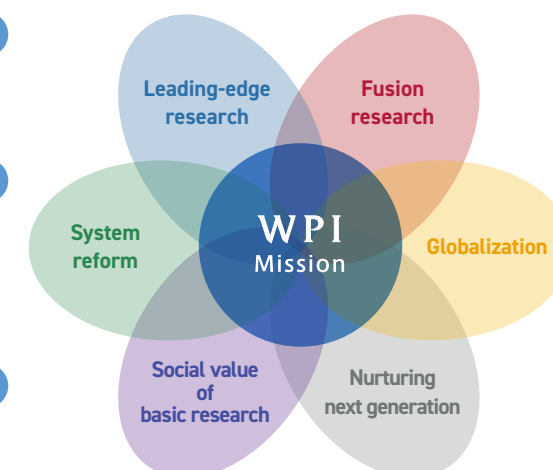 Leading-edge
research
Fusion
research
System
reform
WPI
Mission
Globalization
Social value
of
basic research
Nurturing
next generation